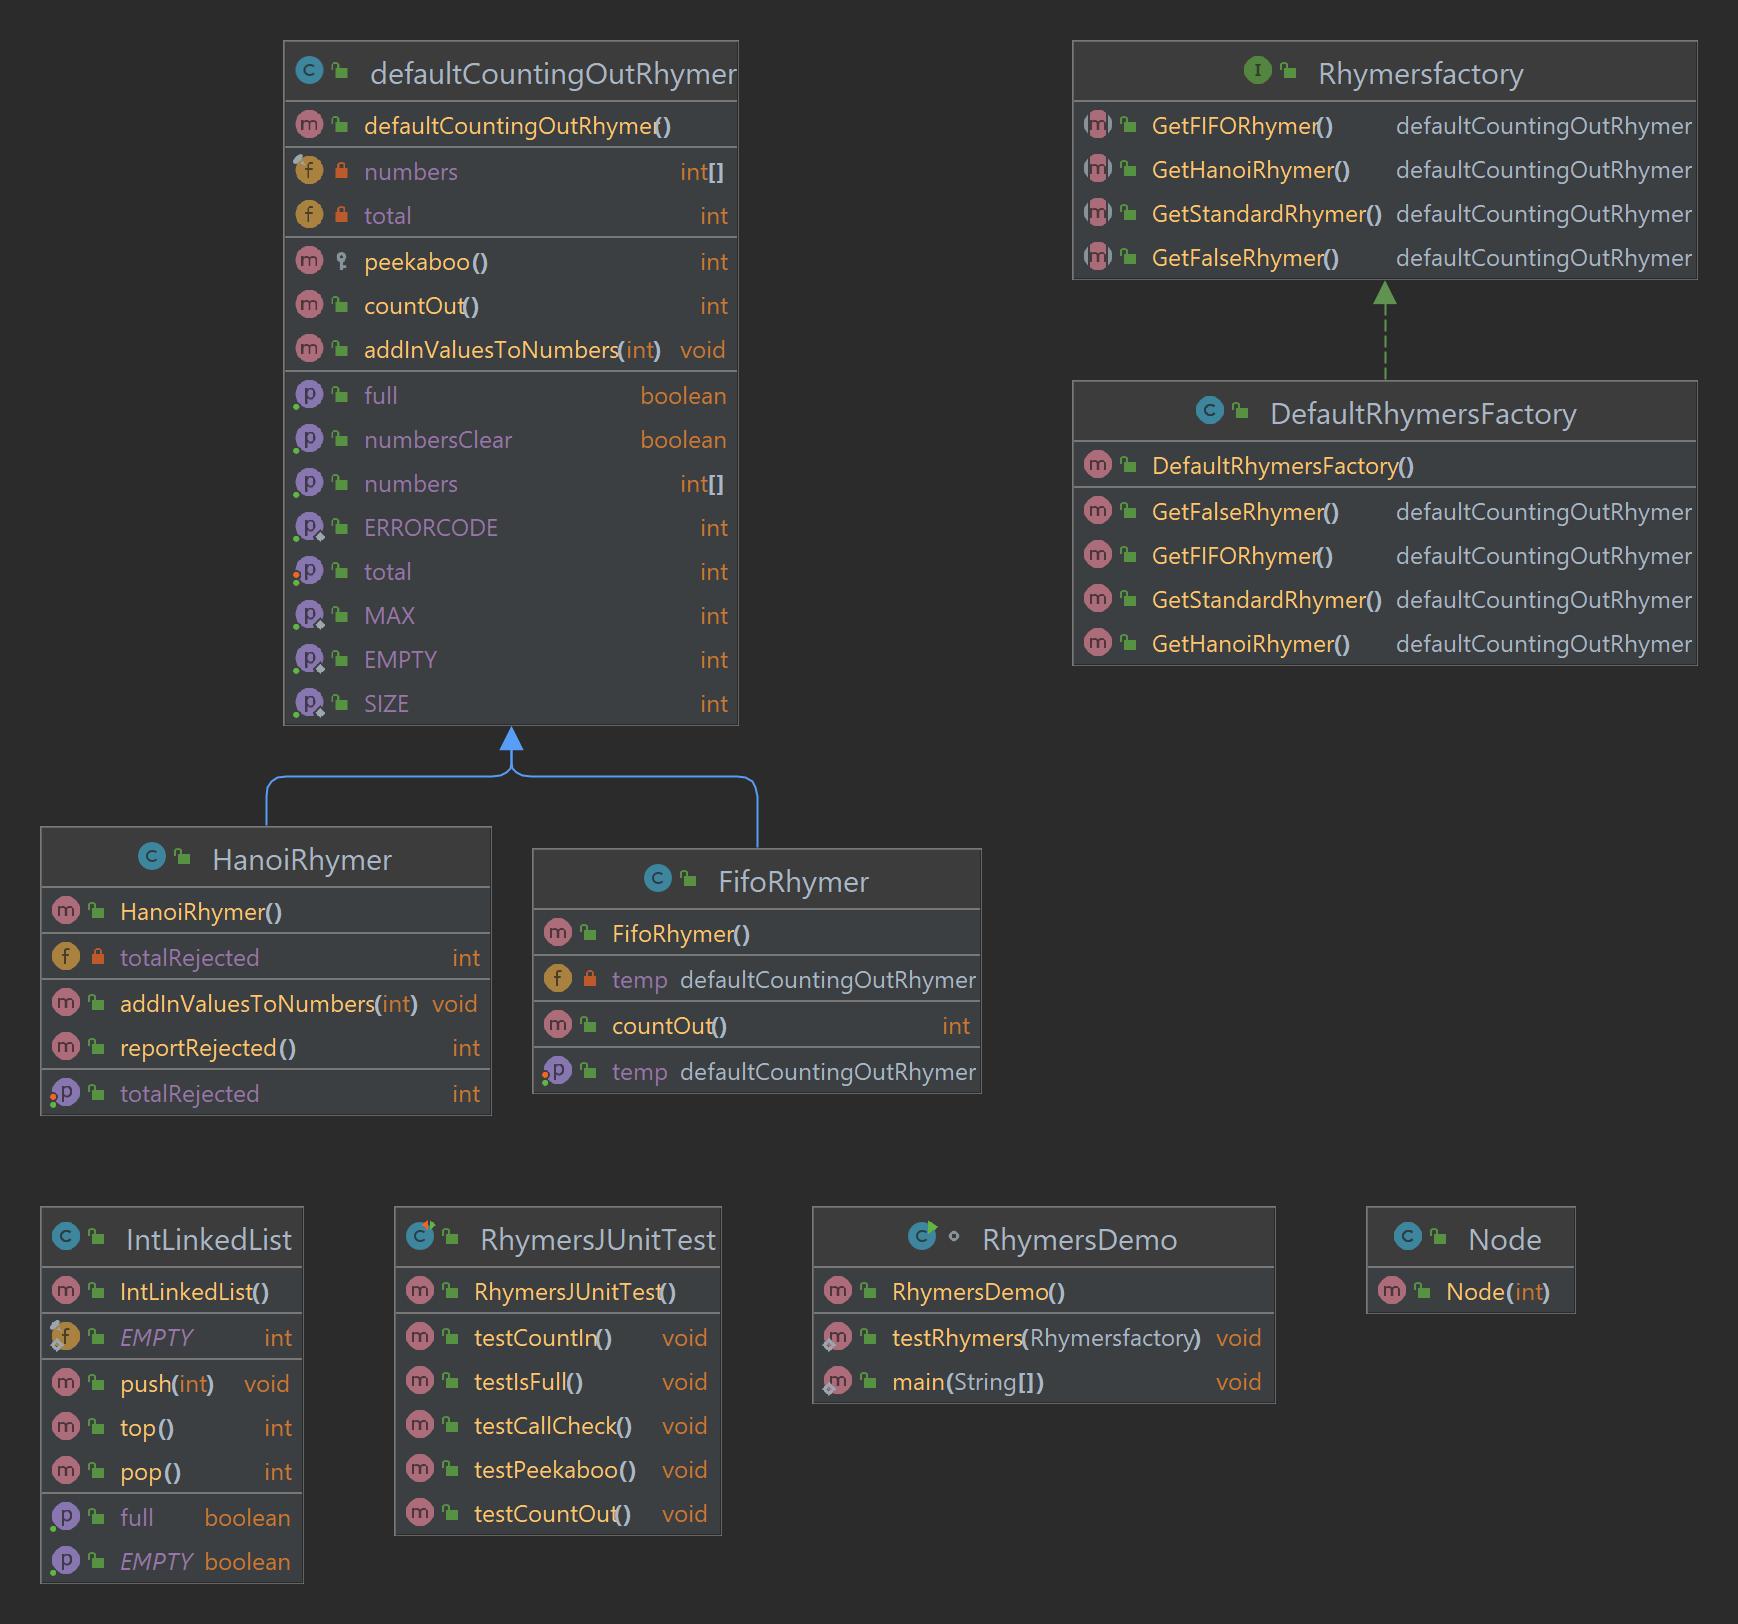 defaultCountingOutRhymer
defaultCountingOutRhymer()
numbers int[]
total int
peekaboo() int
countOut() int
addInValuesToNumbers(int) void
full boolean
numbersClear boolean
numbers int[]
ERRORCODE int
total int
MAX int
EMPTY int
SIZE int
Rhymersfactory
GetFIFORhymer() defaultCountingOutRhymer
GetHanoiRhymer() defaultCountingOutRhymer
GetStandardRhymer() defaultCountingOutRhymer
GetFalseRhymer() defaultCountingOutRhymer
DefaultRhymersFactory
DefaultRhymersFactory()
GetFalseRhymer() defaultCountingOutRhymer
GetFIFORhymer() defaultCountingOutRhymer
GetStandardRhymer() defaultCountingOutRhymer
GetHanoiRhymer() defaultCountingOutRhymer
HanoiRhymer
HanoiRhymer()
totalRejected int
addInValuesToNumbers(int) void
reportRejected() int
totalRejected int
FifoRhymer
FifoRhymer()
temp defaultCountingOutRhymer
countOut() int
temp defaultCountingOutRhymer
IntLinkedList
IntLinkedList()
EMPTY int
push(int) void
top() int
pop() int
full boolean
EMPTY boolean
RhymersJUnitTest
RhymersJUnitTest()
testCountIn() void
testIsFull() void
testCallCheck() void
testPeekaboo() void
testCountOut() void
RhymersDemo
RhymersDemo()
testRhymers(Rhymersfactory) void
main(String[]) void
Node
Node(int)